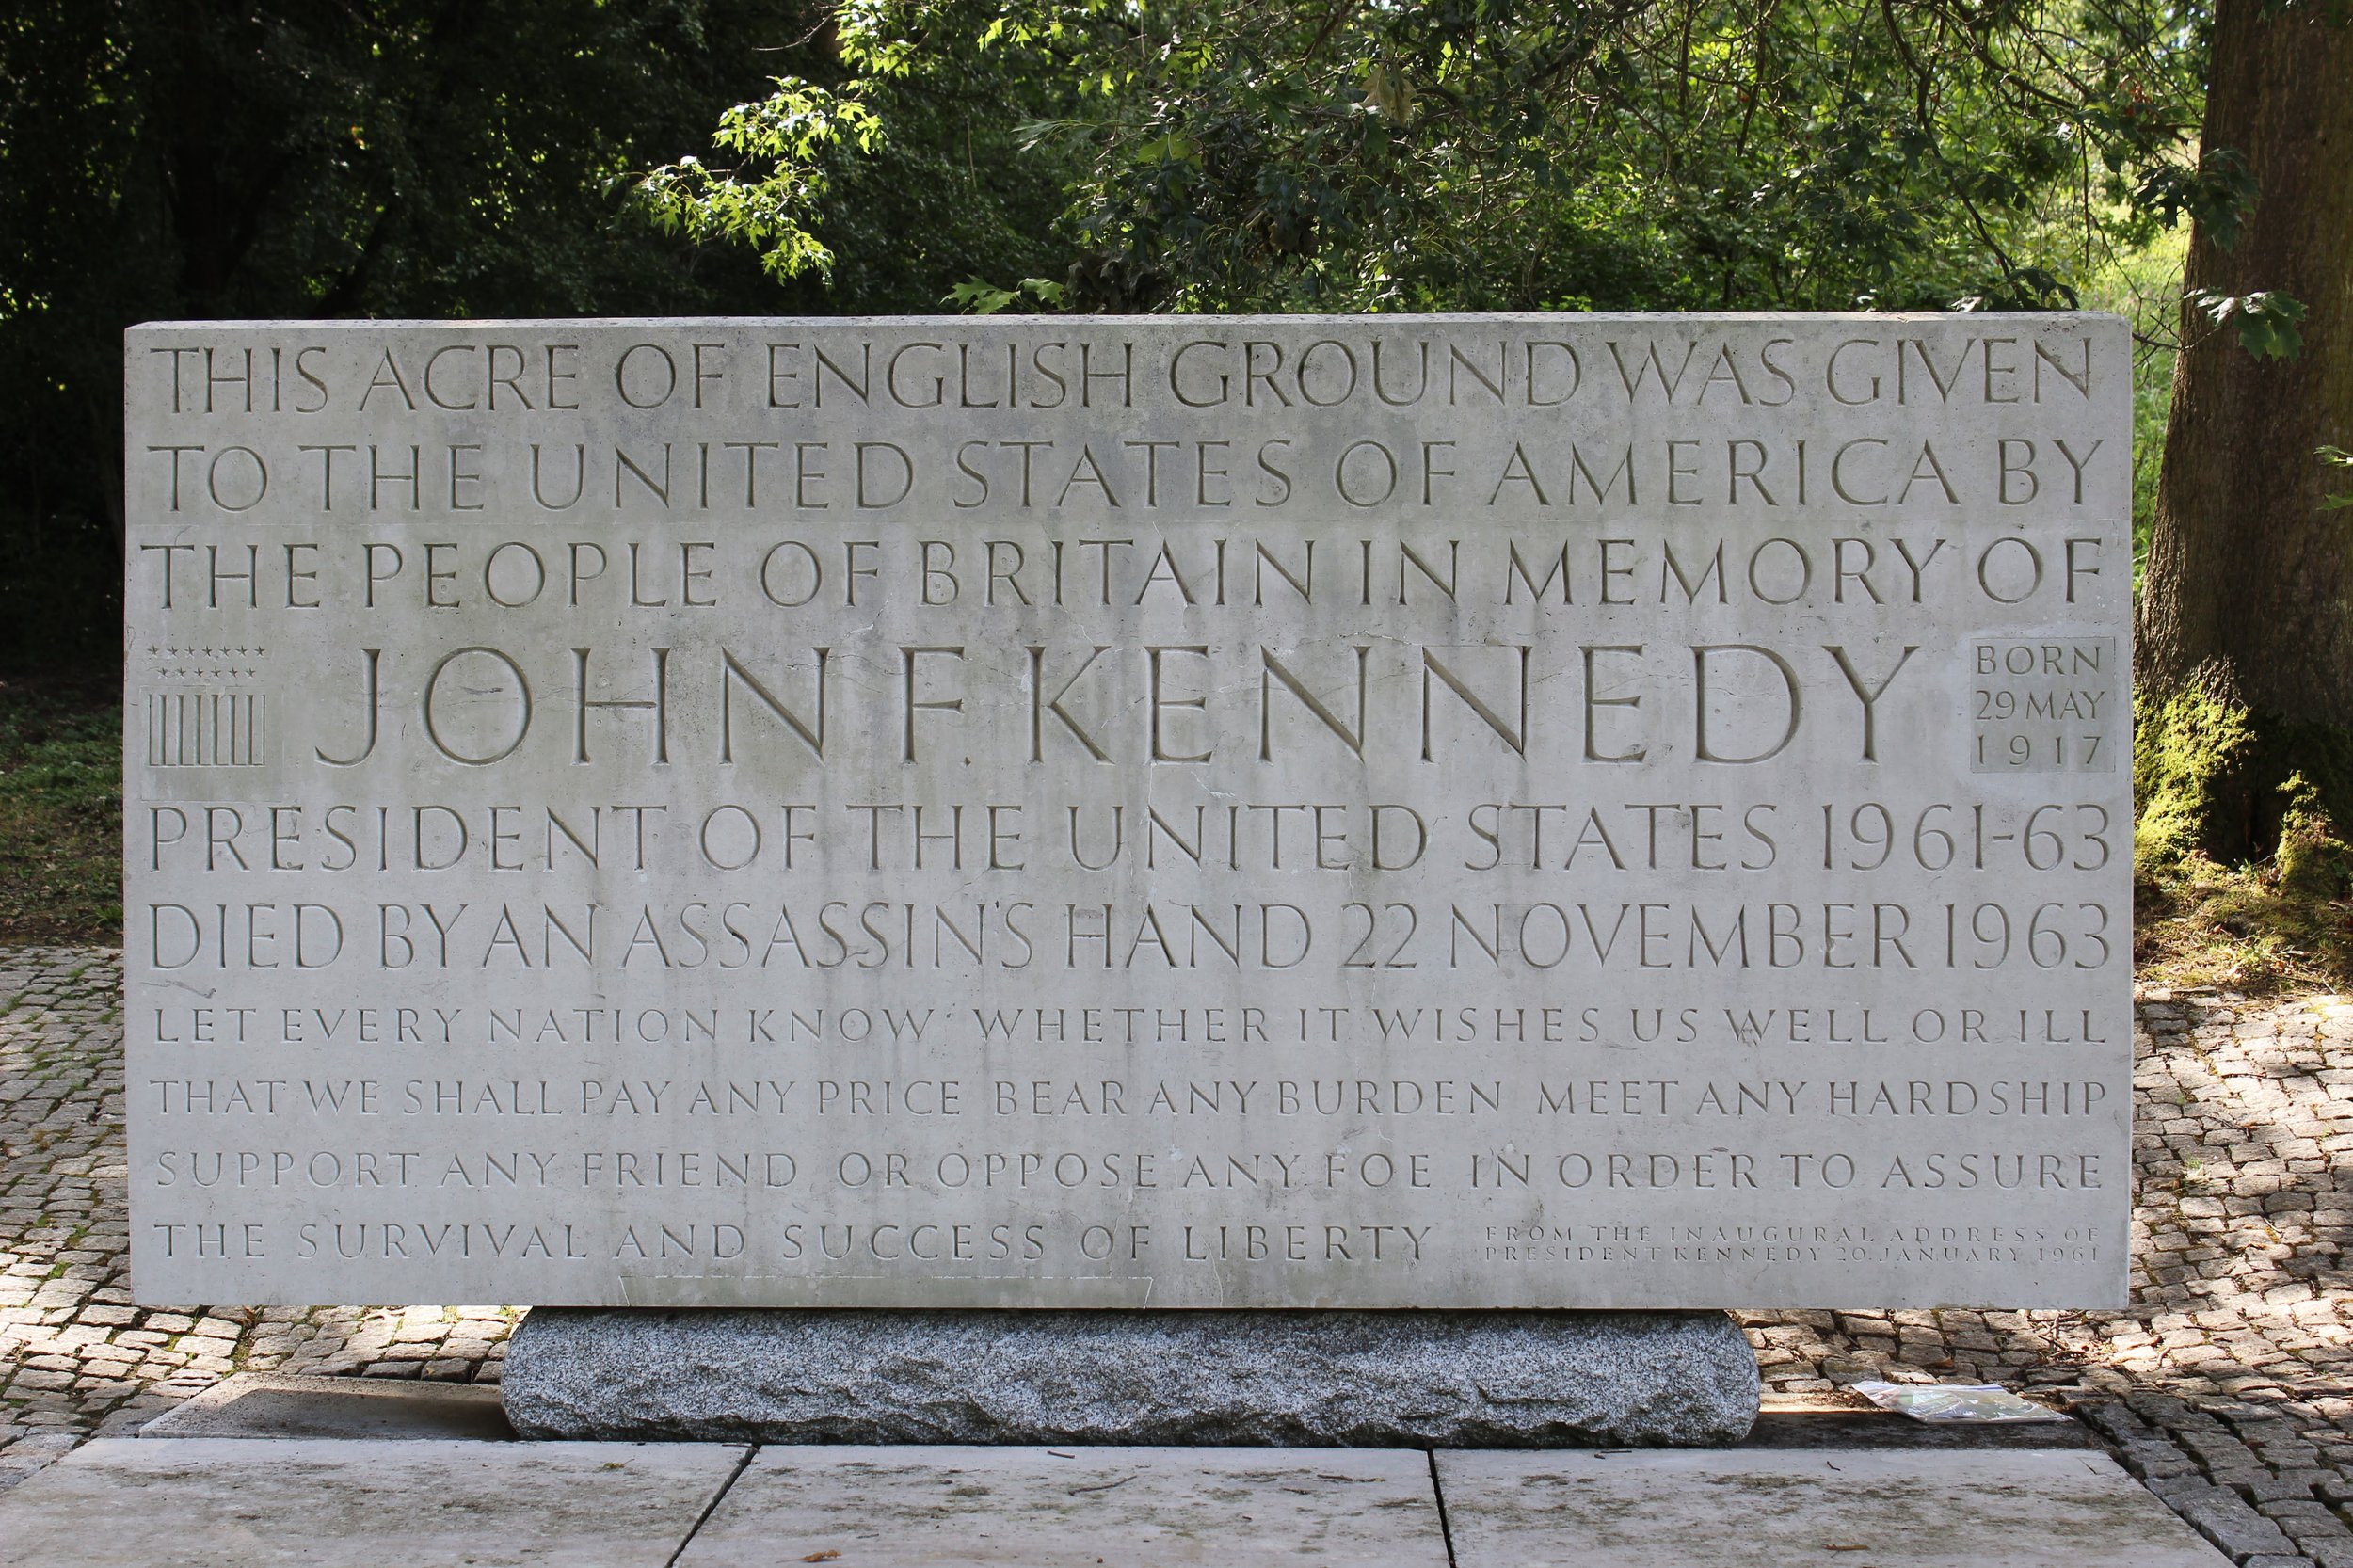 THIS ACRE OF ENGLISH GROUND WAS GIVEN
TO THE UNITED STATES OF AMERICA BY
THE PEOPLE OF BRITAIN IN MEMORY OF
JOHN F. KENNEDY
BORN
29 MAY
1917
PRESIDENT OF THE UNITED STATES 1961-63
DIED BY AN ASSASSIN'S HAND 22 NOVEMBER 1963
LET EVERY NATION KNOW WHETHER IT WISHES US WELL OR ILL
THAT WE SHALL PAY ANY PRICE BEAR ANY BURDEN MEET ANY HARDSHIP
SUPPORT ANY FRIEND OR OPPOSE ANY FOE IN ORDER TO ASSURE
THE SURVIVAL AND SUCCESS OF LIBERTY
FROM THE INAUGURAL ADDRESS OF
PRESIDENT KENNEDY 20 JANUARY 1961